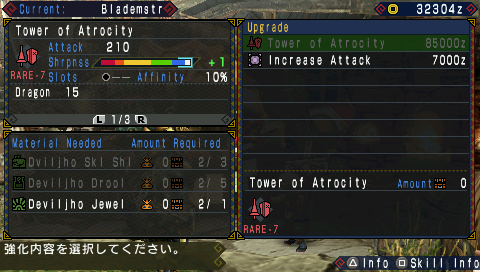 Current: Blademstr
32304z
Tower of Atrocity
Attack 210
Shrpnss +1
RARE-7
Slots ●-- Affinity 10%
Dragon 15
L 1/3 R
Material Needed Amount Required
Dviljho Skl Shl 0 2/ 3
Deviljho Drool 0 2/ 5
Deviljho Jewel 0 2/ 1
Upgrade
Tower of Atrocity 85000z
Increase Attack 7000z
Tower of Atrocity Amount 0
RARE-7
強化内容を選択してください。
△ Info □ Skill Info